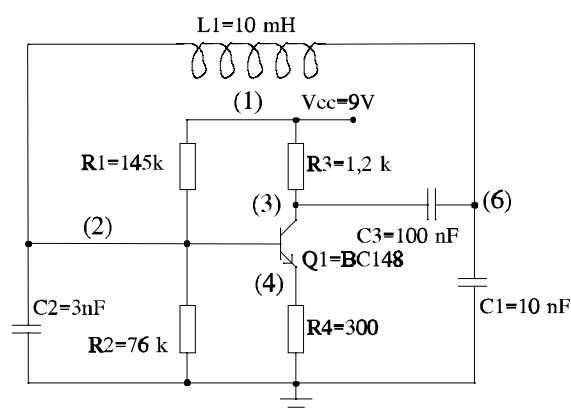 L1=10 mH
(1)
Vcc=9V
R1=145k
R3=1,2 k
(3)
(6)
(2)
C3=100 nF
Q1=BC148
(4)
C2=3nF
C1=10 nF
R2=76 k
R4=300